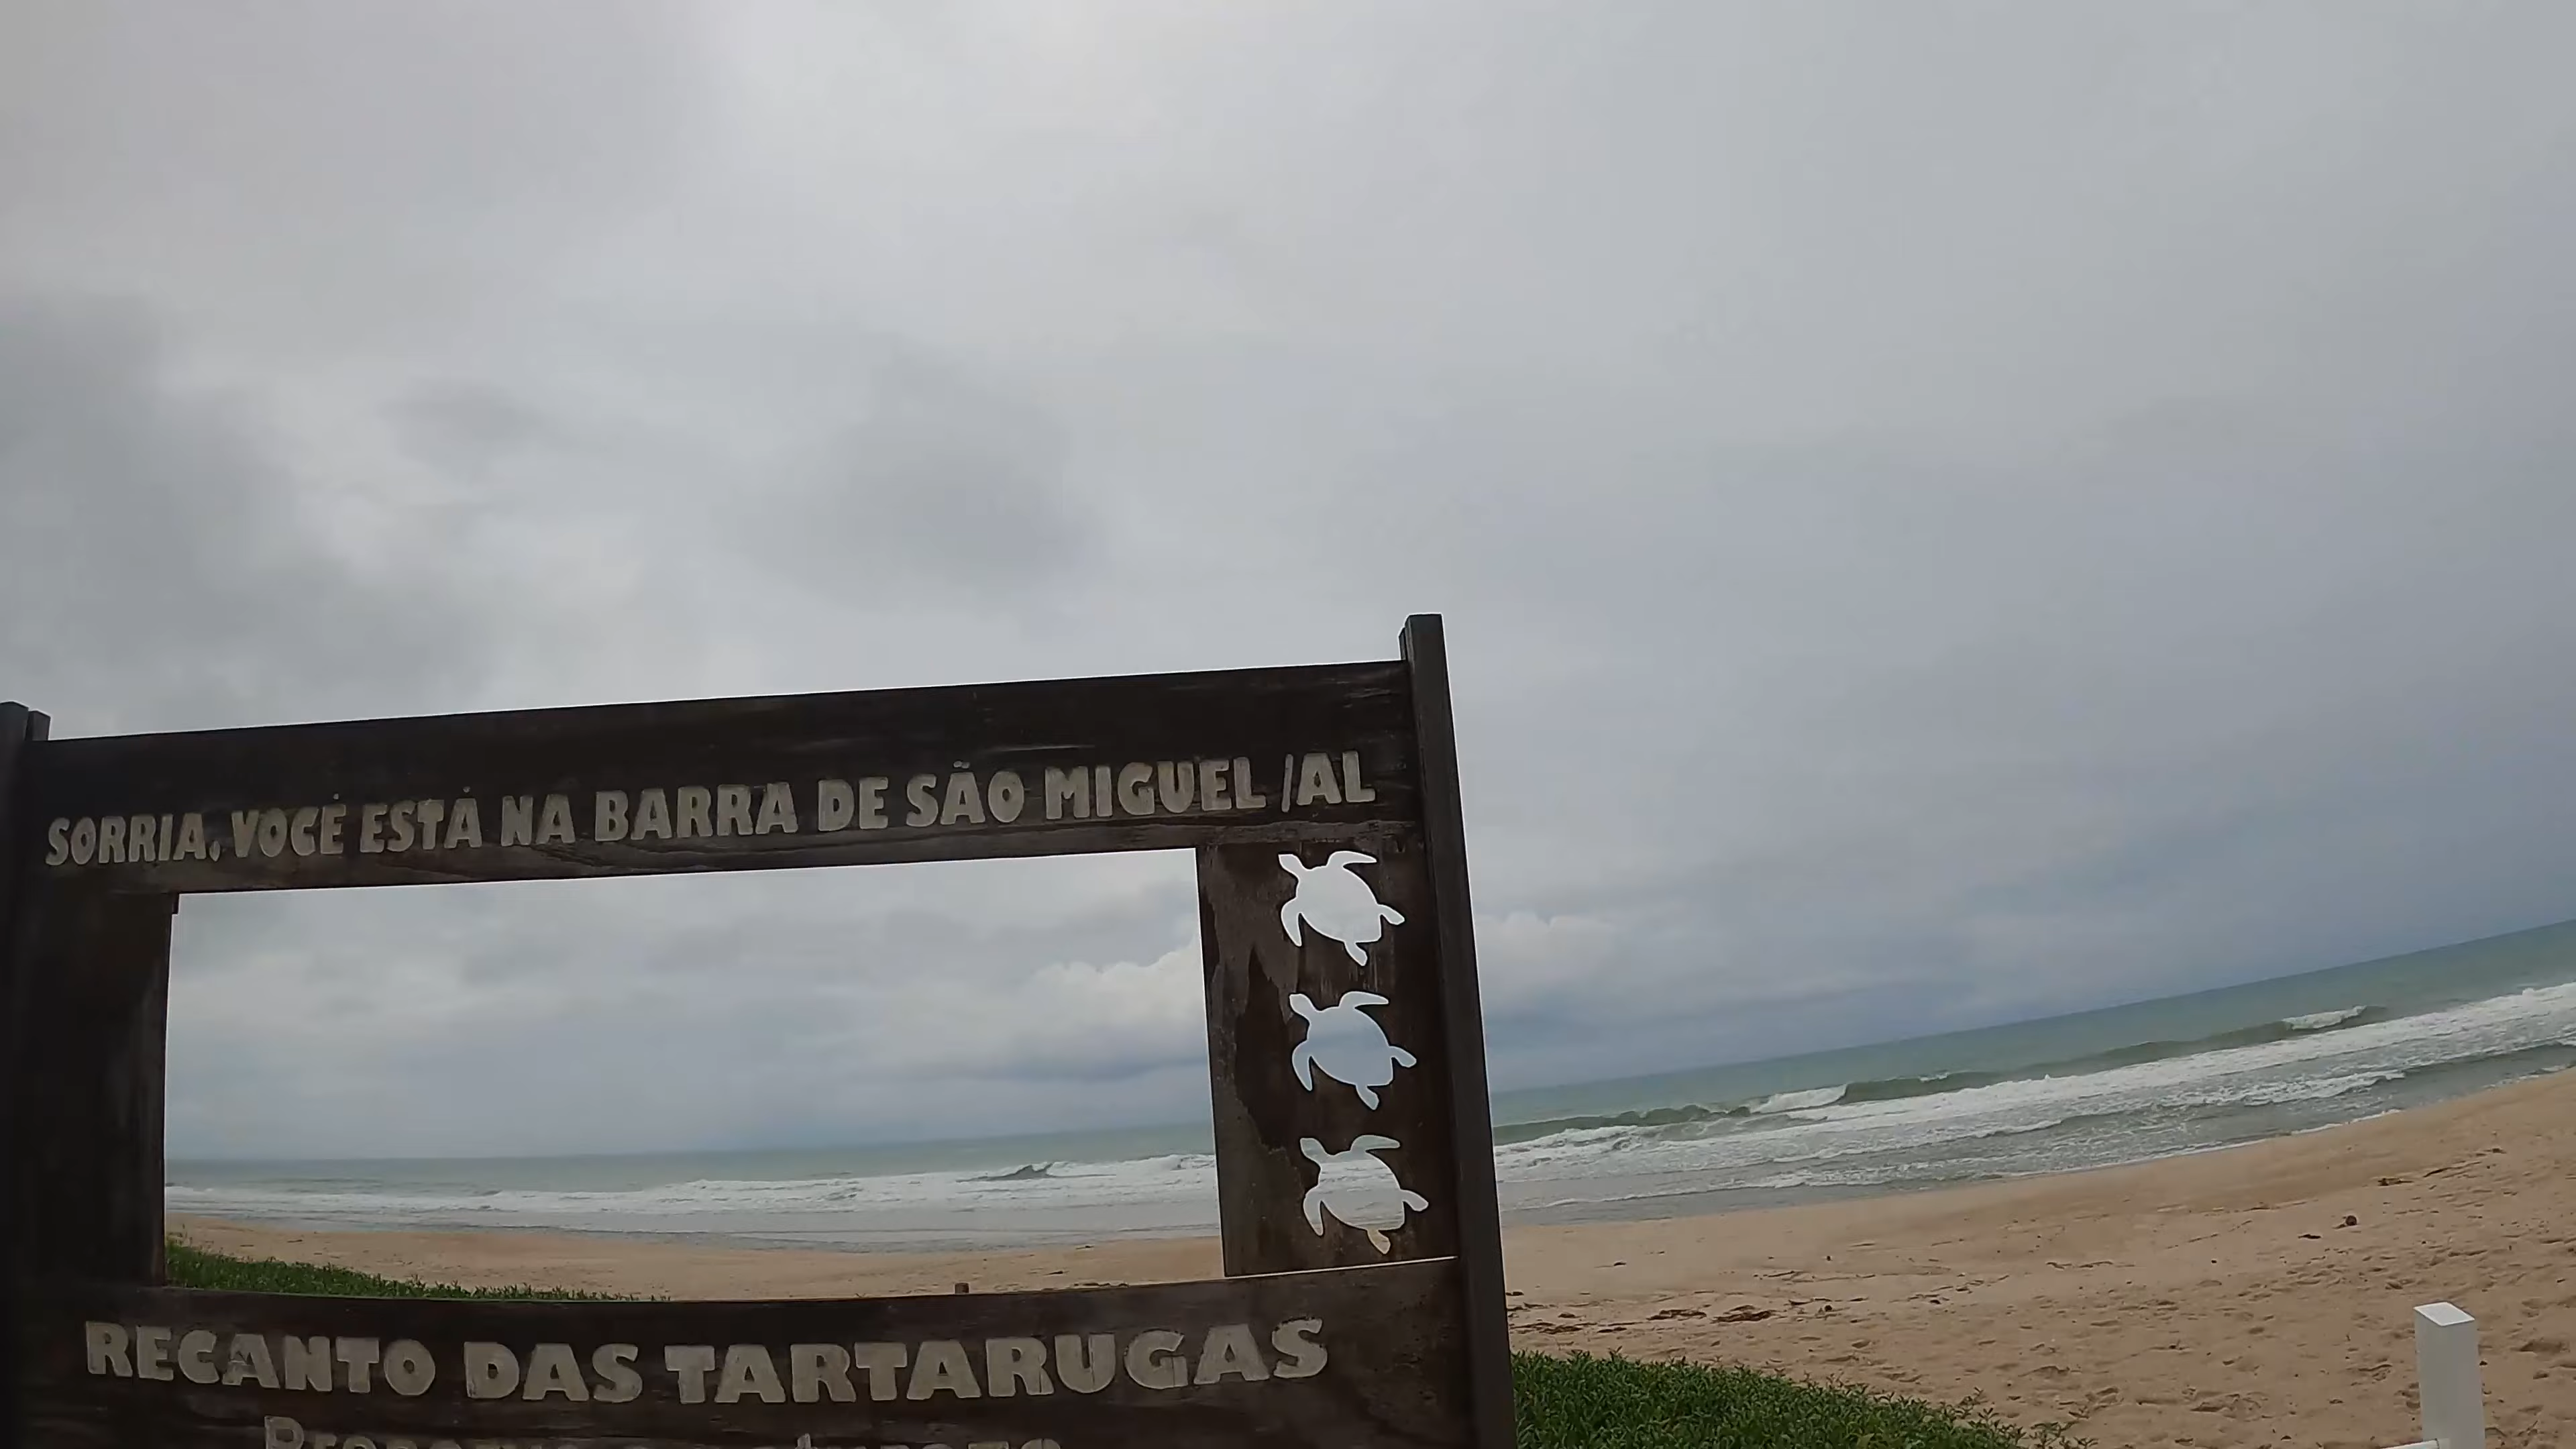 SORRIA, VOCÊ ESTÁ NA BARRA DE SÃO MIGUEL /AL
RECANTO DAS TARTARUGAS